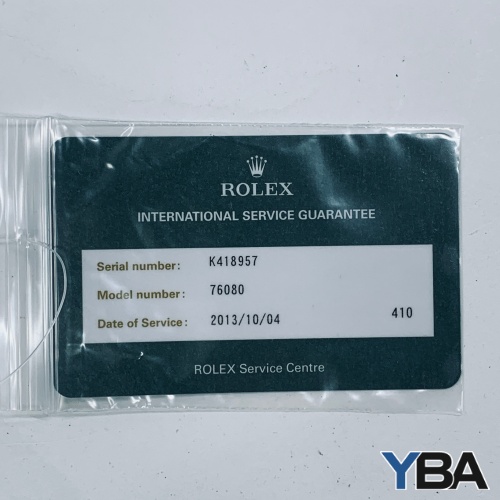 ROLEX
INTERNATIONAL SERVICE GUARANTEE
Serial number: K418957
Model number: 76080
Date of Service: 2013/10/04 410
ROLEX Service Centre
YBA